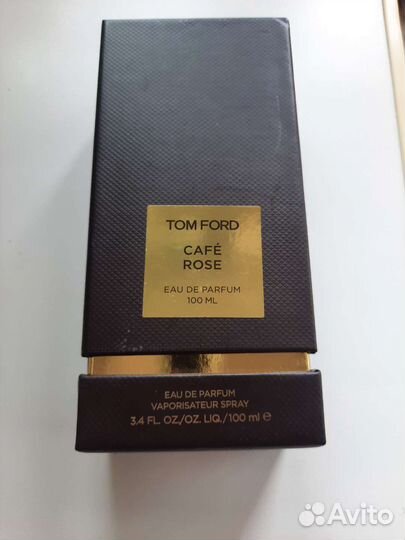 TOM FORD
CAFÉ
ROSE
EAU DE PARFUM
100 ML
EAU DE PARFUM
VAPORISATEUR SPRAY
3.4 FL. OZ./OZ. LIQ./100 ml ℮
Avito